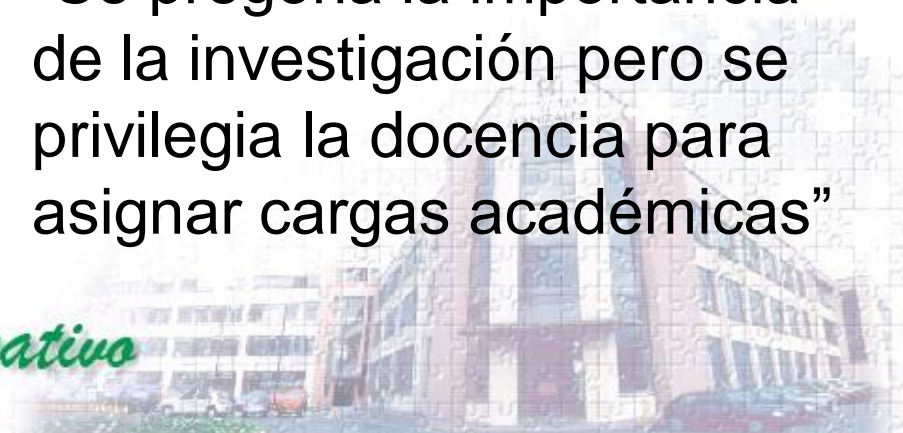 “Se pregona la importancia
de la investigación pero se
privilegia la docencia para
asignar cargas académicas”
ativo